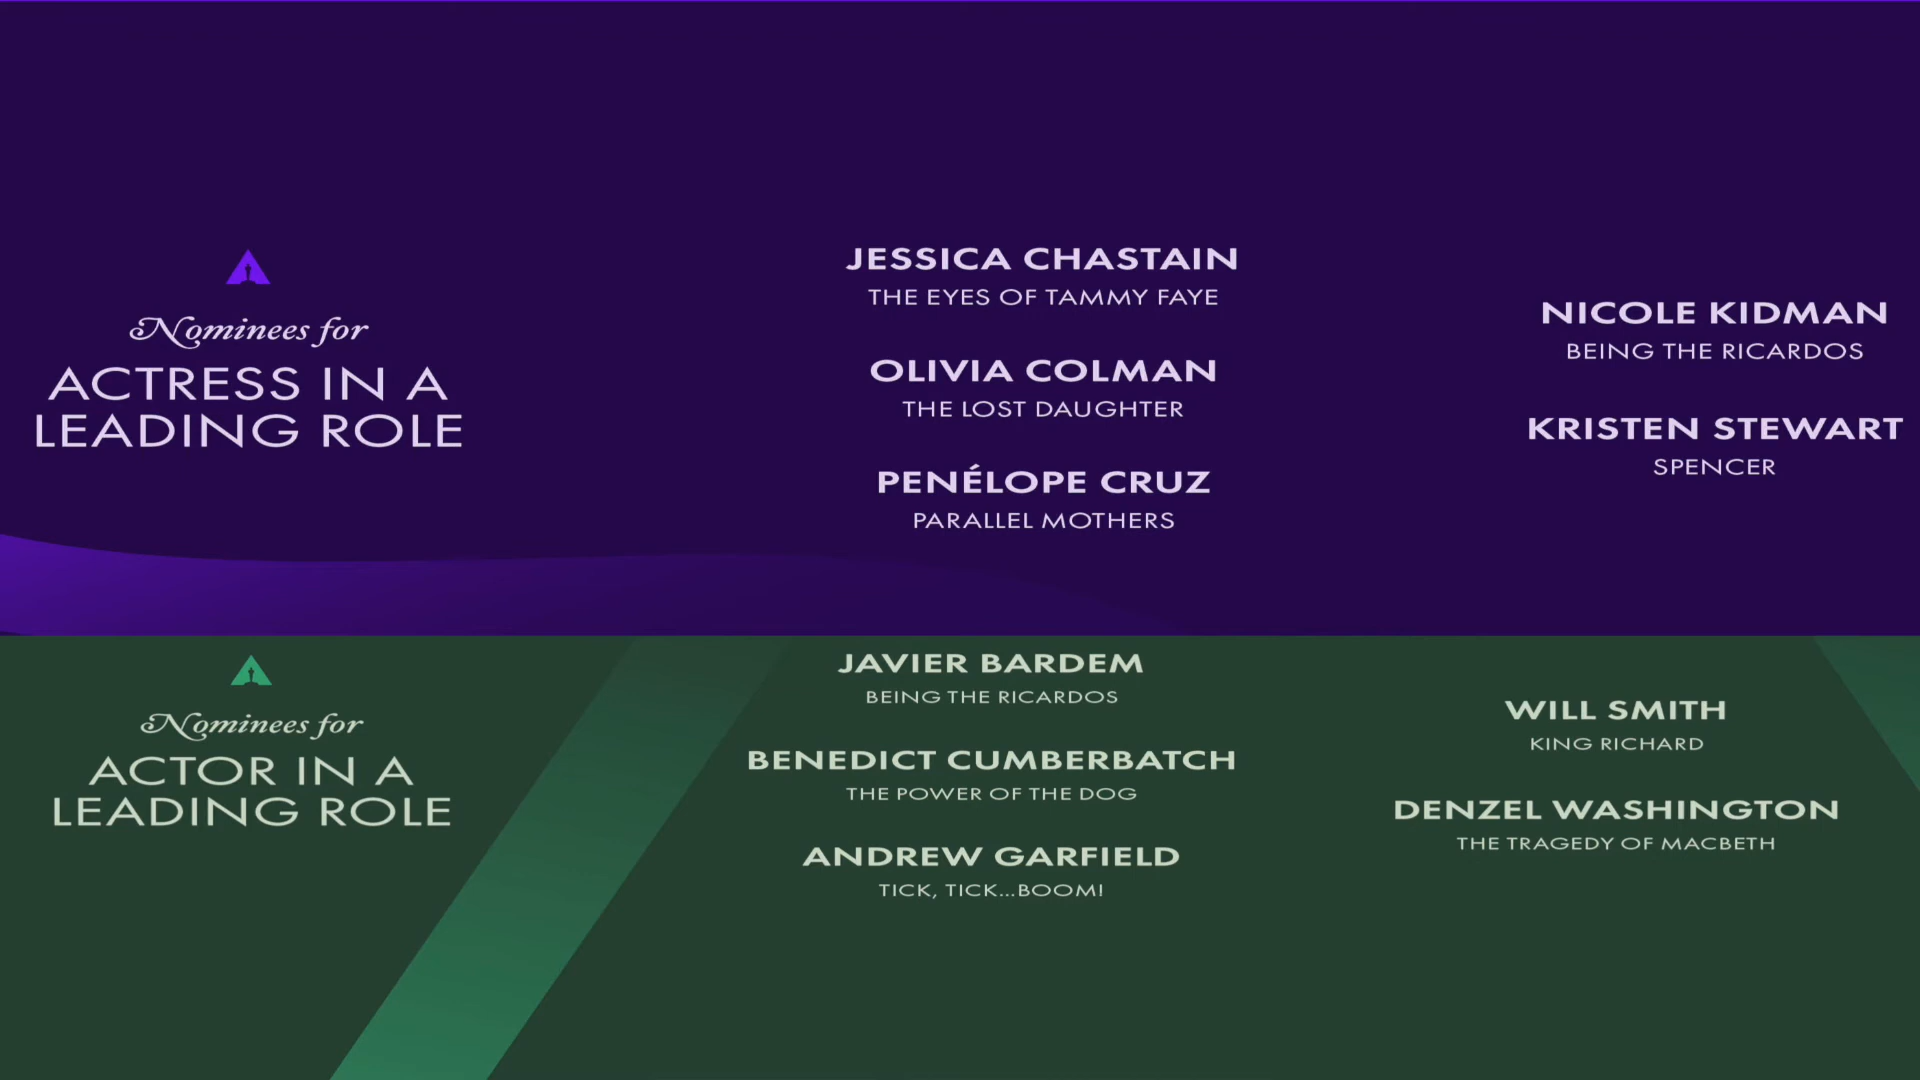 Nominees for
ACTRESS IN A
LEADING ROLE
JESSICA CHASTAIN
THE EYES OF TAMMY FAYE
OLIVIA COLMAN
THE LOST DAUGHTER
PENÉLOPE CRUZ
PARALLEL MOTHERS
NICOLE KIDMAN
BEING THE RICARDOS
KRISTEN STEWART
SPENCER
Nominees for
ACTOR IN A
LEADING ROLE
JAVIER BARDEM
BEING THE RICARDOS
BENEDICT CUMBERBATCH
THE POWER OF THE DOG
ANDREW GARFIELD
TICK, TICK...BOOM!
WILL SMITH
KING RICHARD
DENZEL WASHINGTON
THE TRAGEDY OF MACBETH